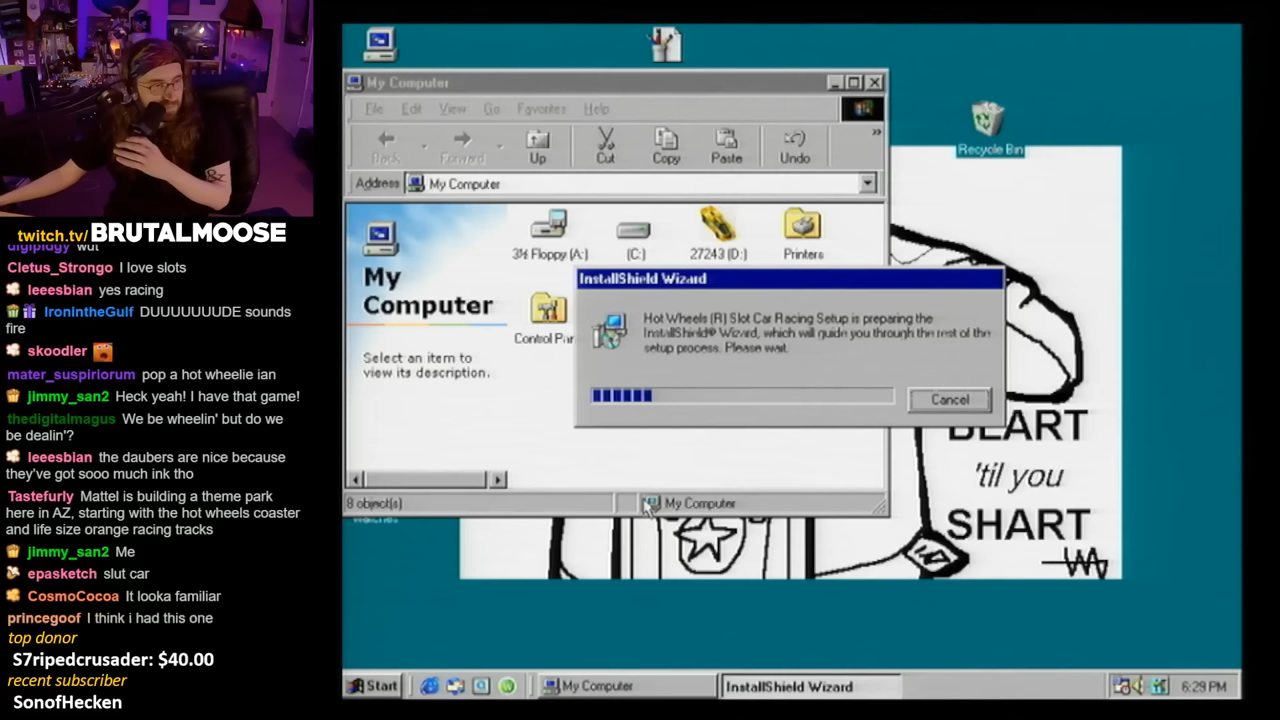 twitch.tv/BRUTALMOOSE
wut
Cletus_Strongo I love slots
leeesbian yes racing
IronintheGulf DUUUUUUUDE sounds
fire
skoodler
mater_suspiriorum pop a hot wheelie ian
jimmy_san2 Heck yeah! I have that game!
thedigitalmagus We be wheelin' but do we
be dealin'?
leeesbian the daubers are nice because
they've got sooo much ink tho
Tastefurly Mattel is building a theme park
here in AZ, starting with the hot wheels coaster
and life size orange racing tracks
jimmy_san2 Me
epasketch slut car
CosmoCocoa It looka familiar
princegoof I think i had this one
top donor
S7ripedcrusader: $40.00
recent subscriber
SonofHecken
My Computer
File Edit View Go Favorites Help
Back Forward Up Cut Copy Paste Undo
Address My Computer
My
Computer
Select an item to
view its description.
3½ Floppy (A:) (C:) 27243 (D:) Printers
Control Pan
8 object(s) My Computer
InstallShield Wizard
Hot Wheels (R) Slot Car Racing Setup is preparing the
InstallShield® Wizard, which will guide you through the rest of the
setup process. Please wait.
Cancel
Recycle Bin
BLART
'til you
SHART
Start My Computer InstallShield Wizard 6:29 PM